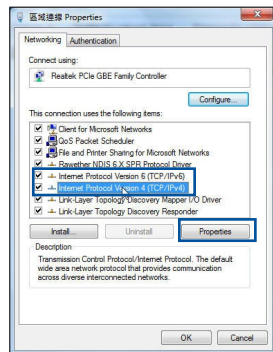 區域連線 Properties
Networking
Authentication
Connect using:
Realtek PCIe GBE Family Controller
Configure...
This connection uses the following items:
Client for Microsoft Networks
QoS Packet Scheduler
File and Printer Sharing for Microsoft Networks
Rawether NDIS 6.X SPR Protocol Driver
Internet Protocol Version 6 (TCP/IPv6)
Internet Protocol Version 4 (TCP/IPv4)
Link-Layer Topology Discovery Mapper I/O Driver
Link-Layer Topology Discovery Responder
Install...
Uninstall
Properties
Description
Transmission Control Protocol/Internet Protocol. The default
wide area network protocol that provides communication
across diverse interconnected networks.
OK
Cancel